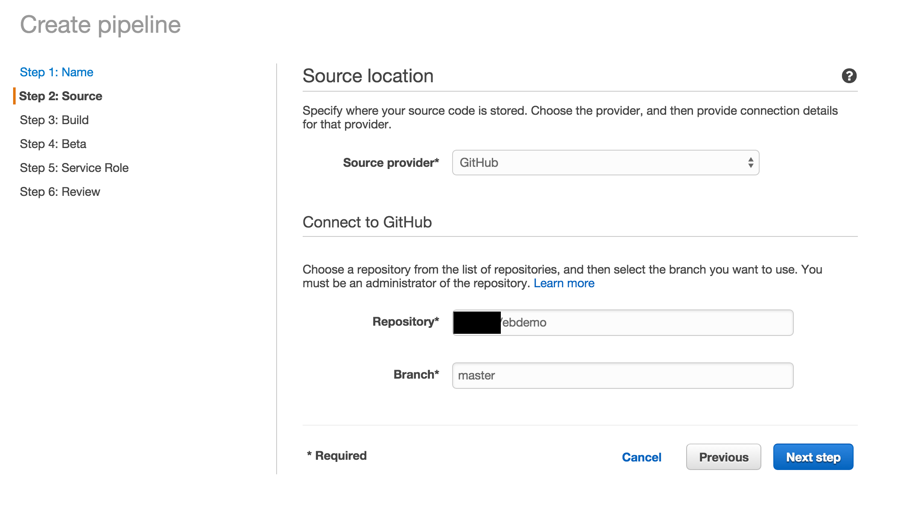 Create pipeline
Step 1: Name
Step 2: Source
Step 3: Build
Step 4: Beta
Step 5: Service Role
Step 6: Review
Source location
?
Specify where your source code is stored. Choose the provider, and then provide connection details
for that provider.
Source provider* GitHub
Connect to GitHub
Choose a repository from the list of repositories, and then select the branch you want to use. You
must be an administrator of the repository. Learn more
Repository* /ebdemo
Branch* master
* Required
Cancel Previous Next step